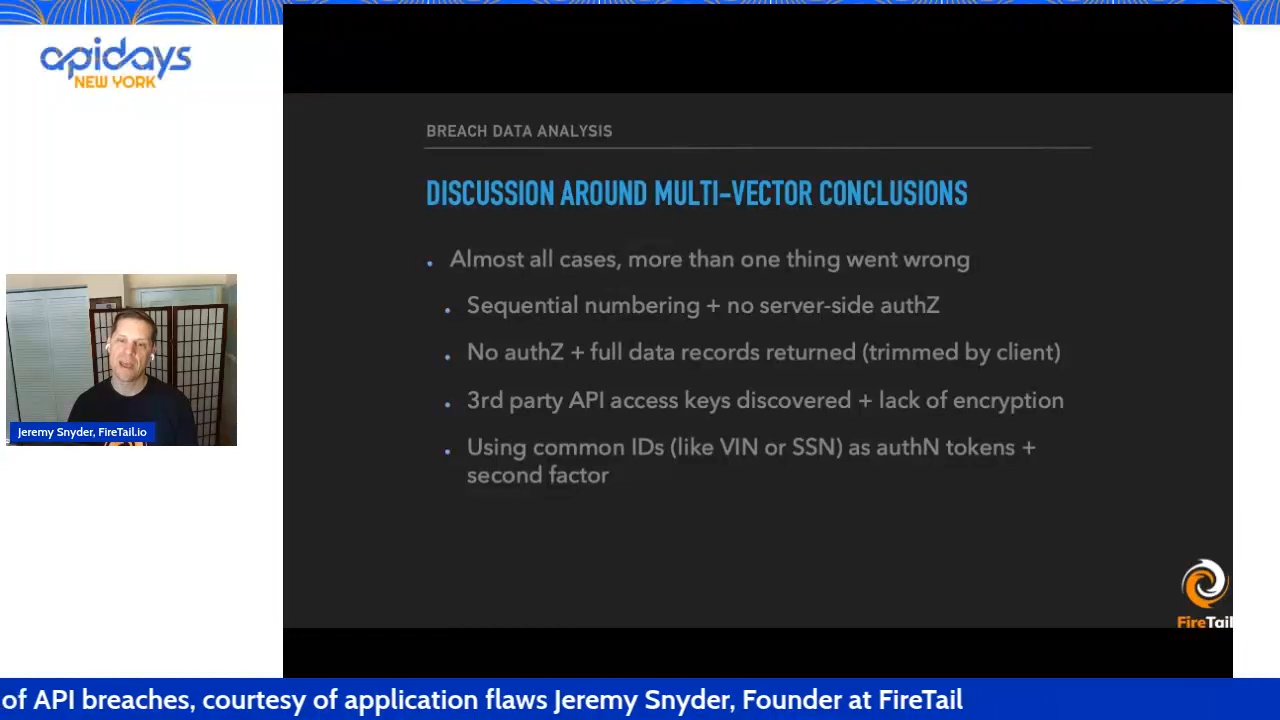 apidays
NEW YORK
BREACH DATA ANALYSIS
DISCUSSION AROUND MULTI-VECTOR CONCLUSIONS
• Almost all cases, more than one thing went wrong
• Sequential numbering + no server-side authZ
• No authZ + full data records returned (trimmed by client)
• 3rd party API access keys discovered + lack of encryption
• Using common IDs (like VIN or SSN) as authN tokens +
second factor
Jeremy Snyder, FireTail.io
FireTail
of API breaches, courtesy of application flaws Jeremy Snyder, Founder at FireTail